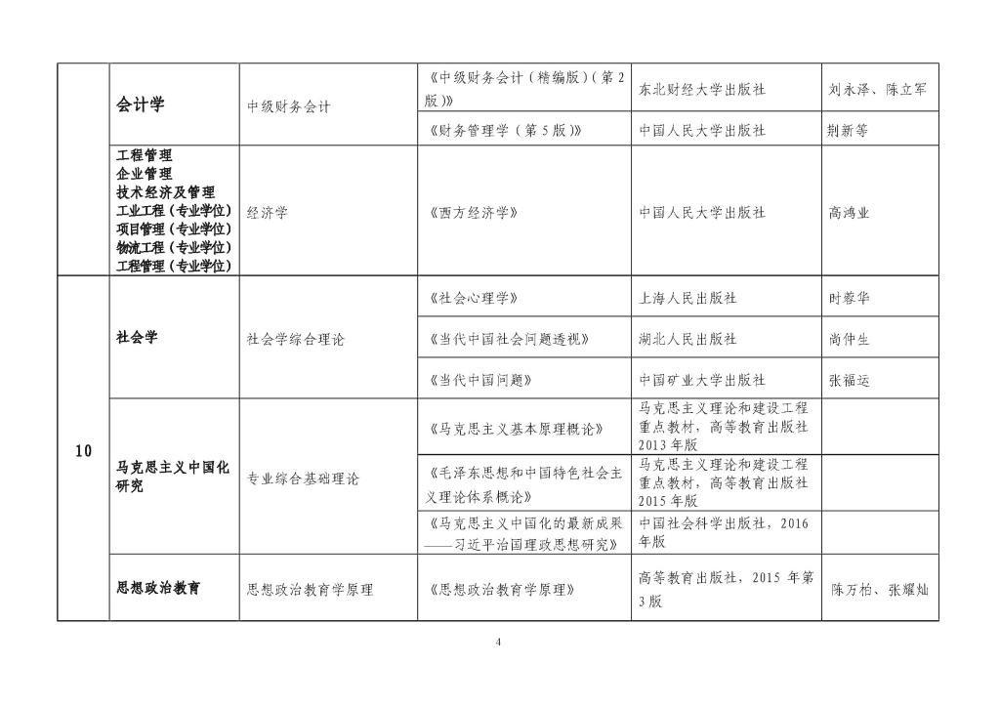 会计学
中级财务会计
《中级财务会计（精编版）（第 2
版）》
东北财经大学出版社
刘永泽、陈立军
《财务管理学（第 5 版）》
中国人民大学出版社
荆新等
工程管理
企业管理
技术经济及管理
工业工程（专业学位）
项目管理（专业学位）
物流工程（专业学位）
工程管理（专业学位）
经济学
《西方经济学》
中国人民大学出版社
高鸿业
10
社会学
社会学综合理论
《社会心理学》
上海人民出版社
时蓉华
《当代中国社会问题透视》
湖北人民出版社
尚仲生
《当代中国问题》
中国矿业大学出版社
张福运
马克思主义中国化
研究
专业综合基础理论
《马克思主义基本原理概论》
马克思主义理论和建设工程
重点教材，高等教育出版社
2013 年版
《毛泽东思想和中国特色社会主
义理论体系概论》
马克思主义理论和建设工程
重点教材，高等教育出版社
2015 年版
《马克思主义中国化的最新成果
——习近平治国理政思想研究》
中国社会科学出版社，2016
年版
思想政治教育
思想政治教育学原理
《思想政治教育学原理》
高等教育出版社，2015 年第
3 版
陈万柏、张耀灿
4